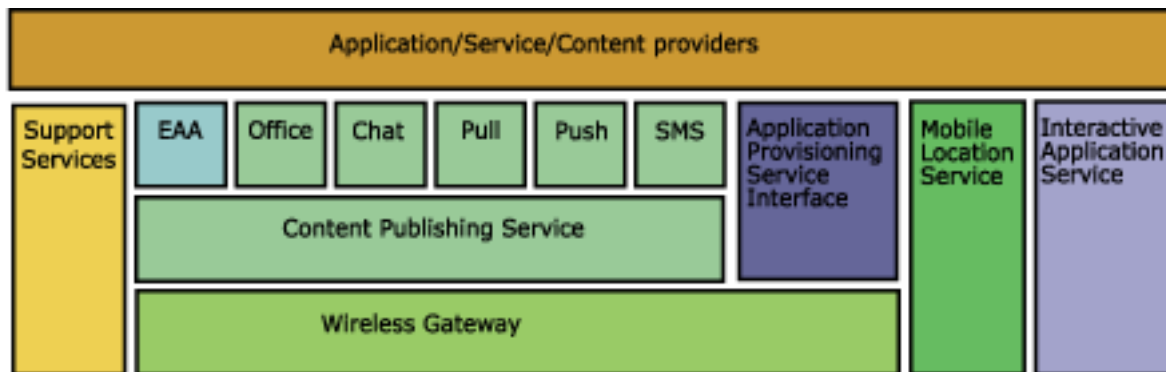 Application/Service/Content providers
Support
Services
EAA
Office
Chat
Pull
Push
SMS
Application
Provisioning
Service
Interface
Mobile
Location
Service
Interactive
Application
Service
Content Publishing Service
Wireless Gateway